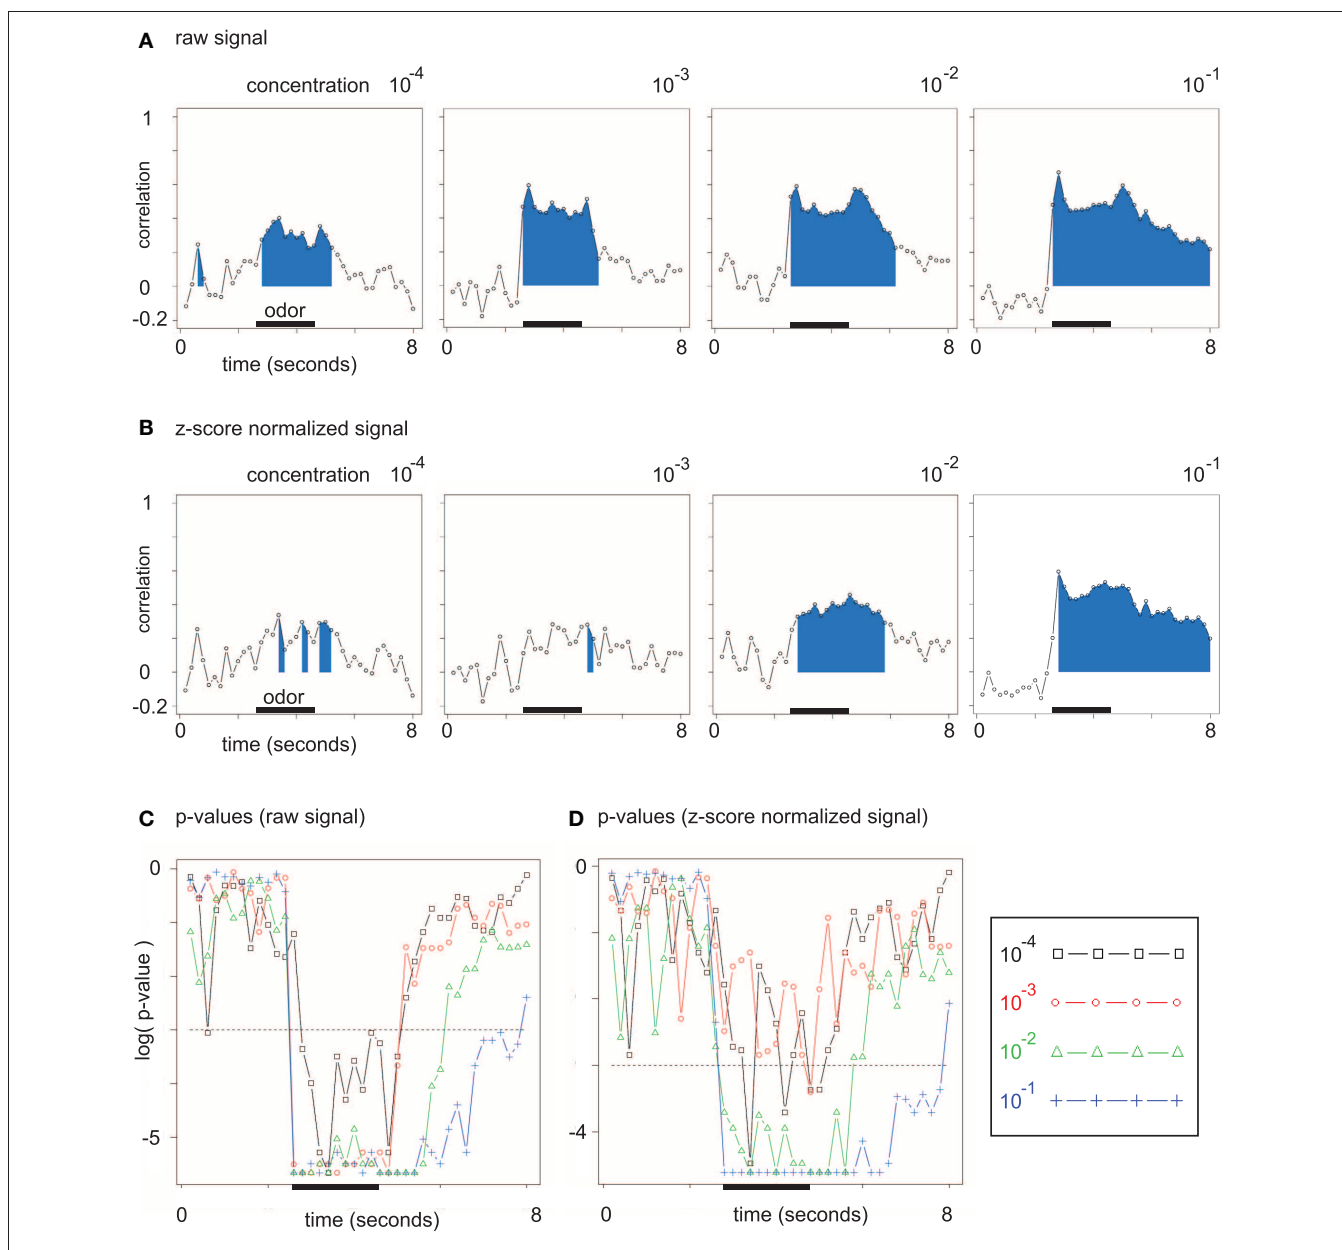 A raw signal
concentration 10-4 10-3 10-2 10-1
1
correlation
0
-0.2
odor
0 8 0 8 0 8 0 8
time (seconds)
B z-score normalized signal
concentration 10-4 10-3 10-2 10-1
1
correlation
0
-0.2
odor
0 8 0 8 0 8 0 8
time (seconds)
C p-values (raw signal)
0
log( p-value )
-5
0 time (seconds) 8
D p-values (z-score normalized signal)
0
-4
0 time (seconds) 8
10-4
10-3
10-2
10-1